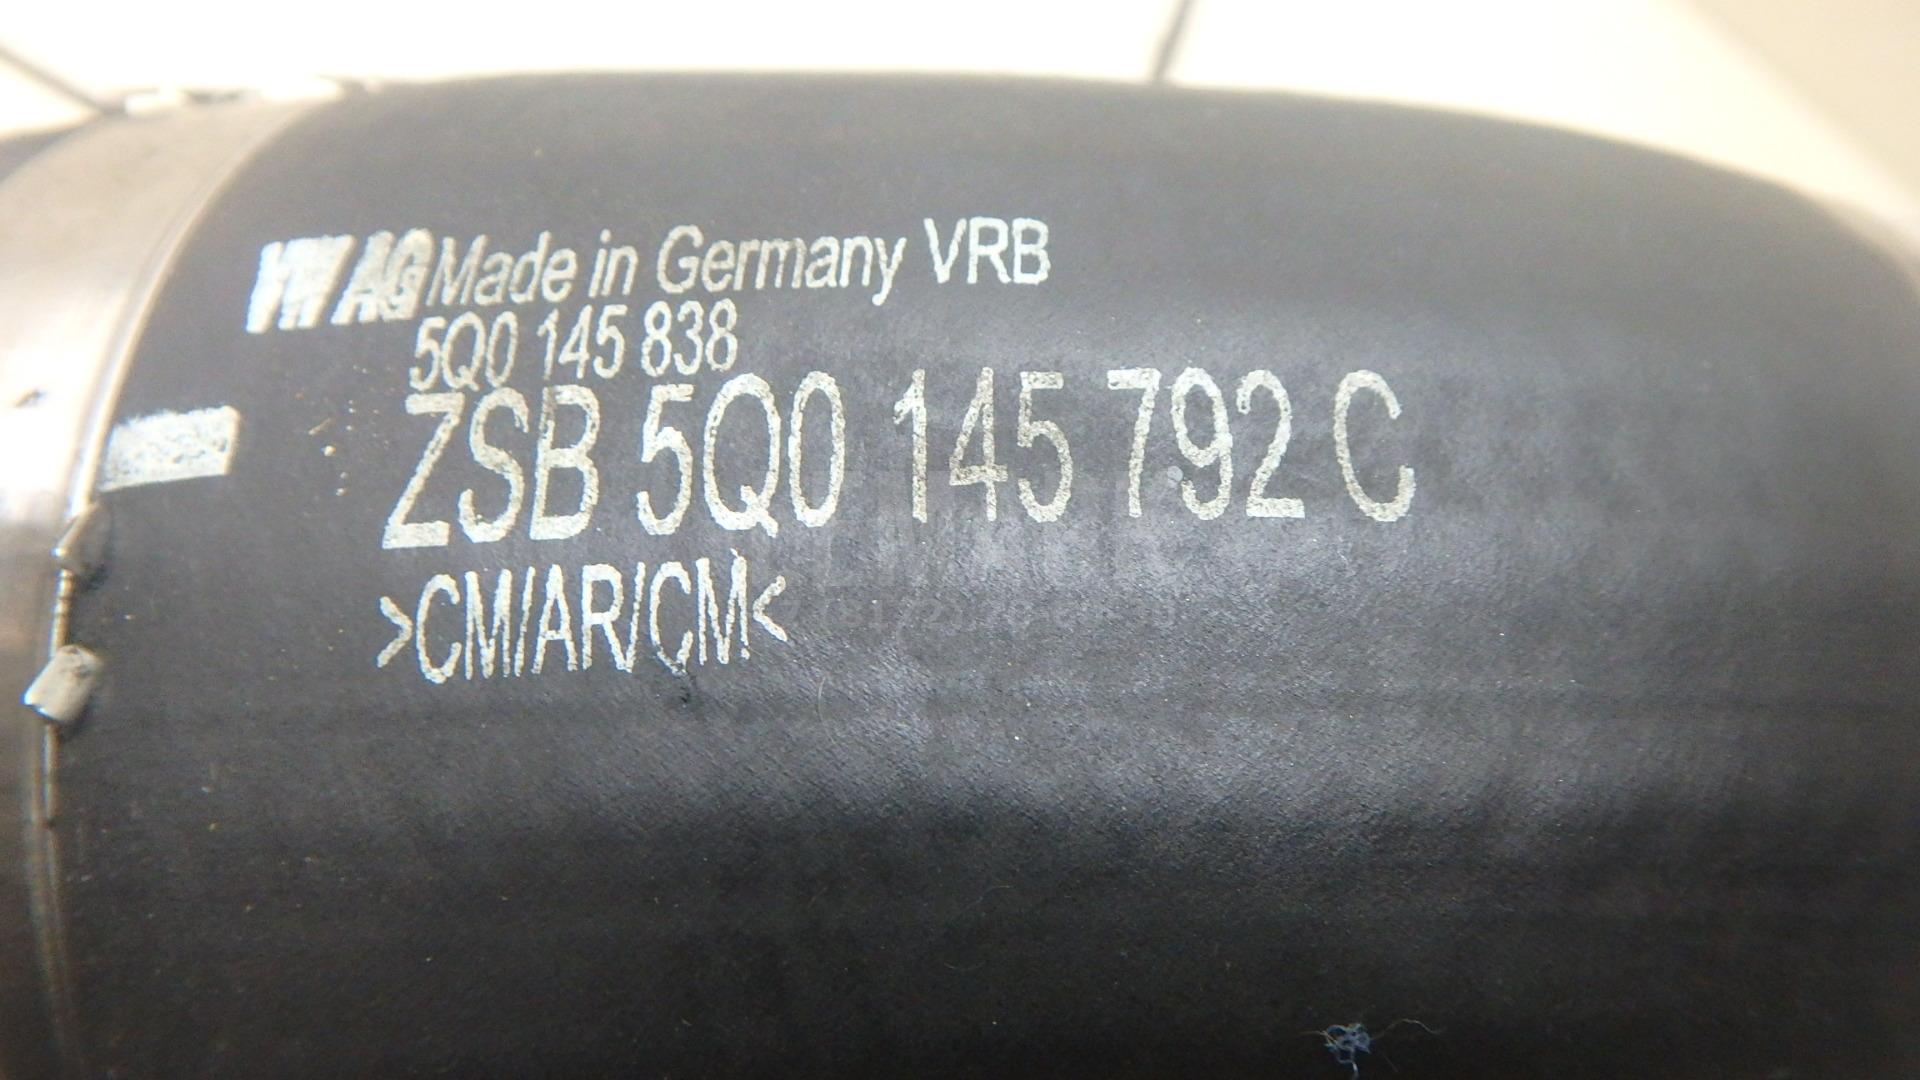 VW AG Made in Germany VRB
5Q0 145 838
ZSB 5Q0 145 792 C
>CM/AR/CM<